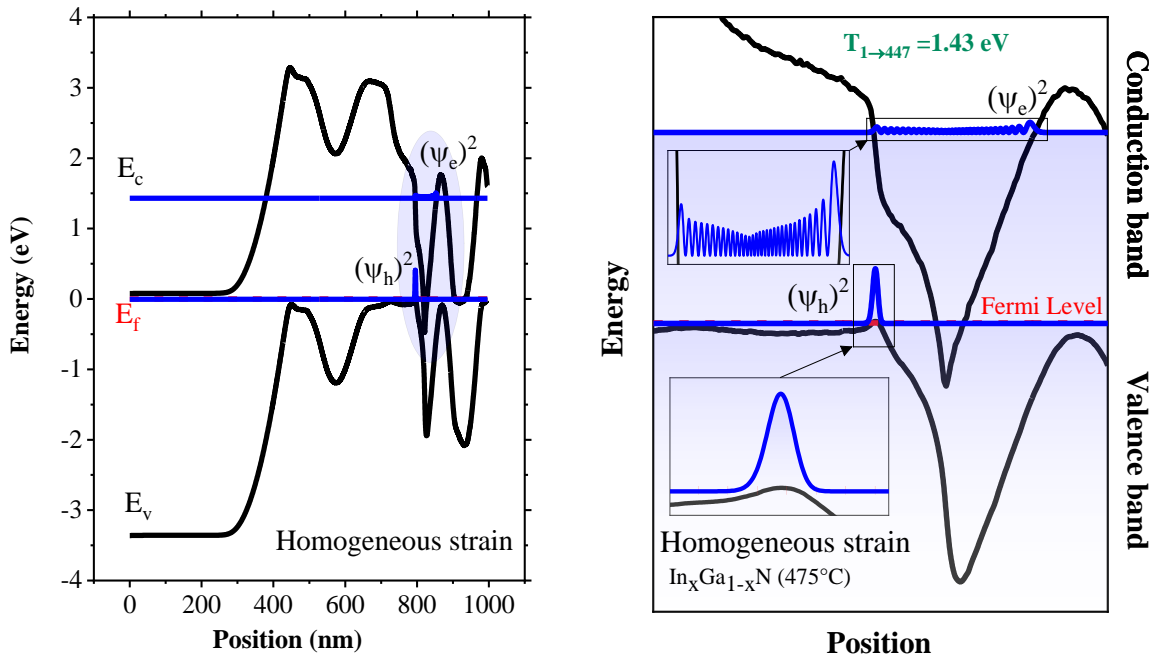 4
3
2
1
0
-1
-2
-3
-4
Energy (eV)
E_c
(ψ_e)^2
(ψ_h)^2
E_f
E_v
Homogeneous strain
0 200 400 600 800 1000
Position (nm)
T_1→447=1.43 eV
(ψ_e)^2
(ψ_h)^2
Fermi Level
Energy
Homogeneous strain
In_xGa_1-xN (475°C)
Position
Conduction band
Valence band